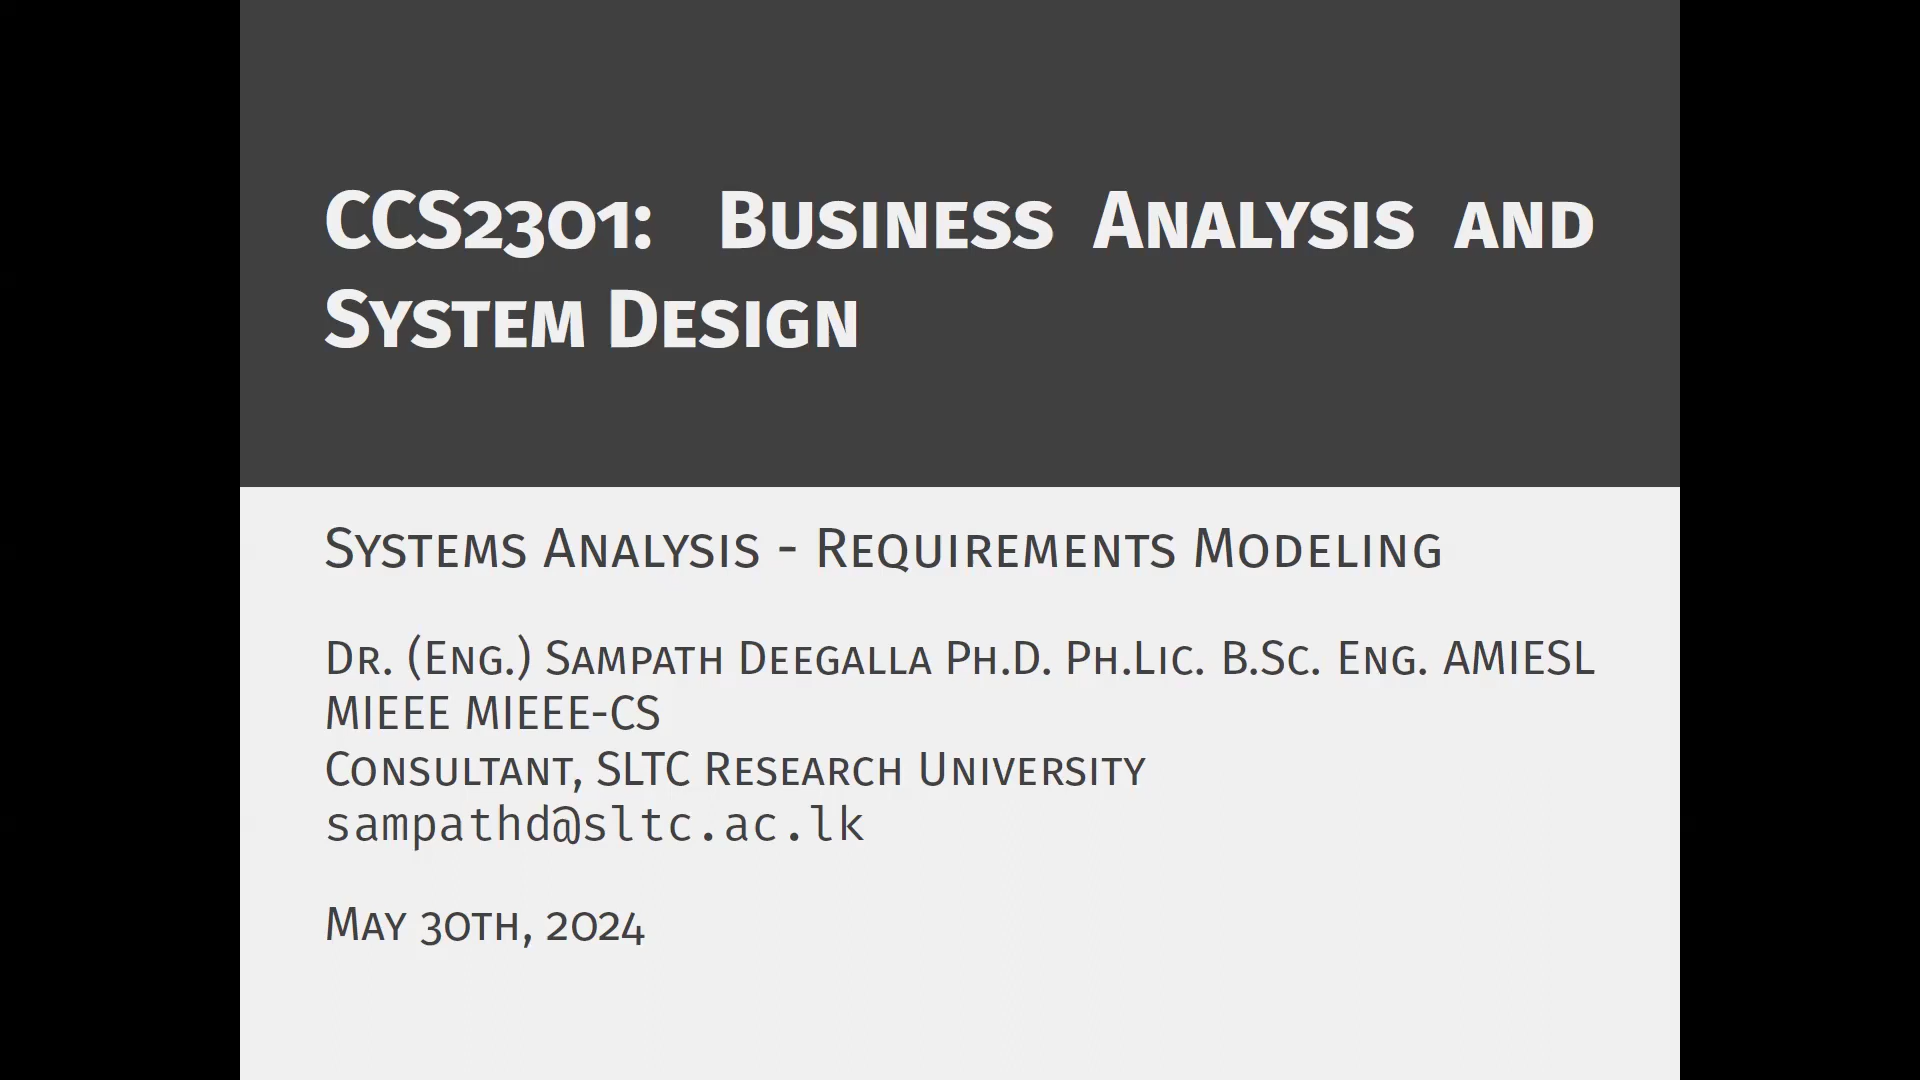 CCS2301: Business Analysis and
System Design
Systems Analysis - Requirements Modeling
Dr. (Eng.) Sampath Deegalla Ph.D. Ph.Lic. B.Sc. Eng. AMIESL
MIEEE MIEEE-CS
Consultant, SLTC Research University
sampathd@sltc.ac.lk
May 30th, 2024